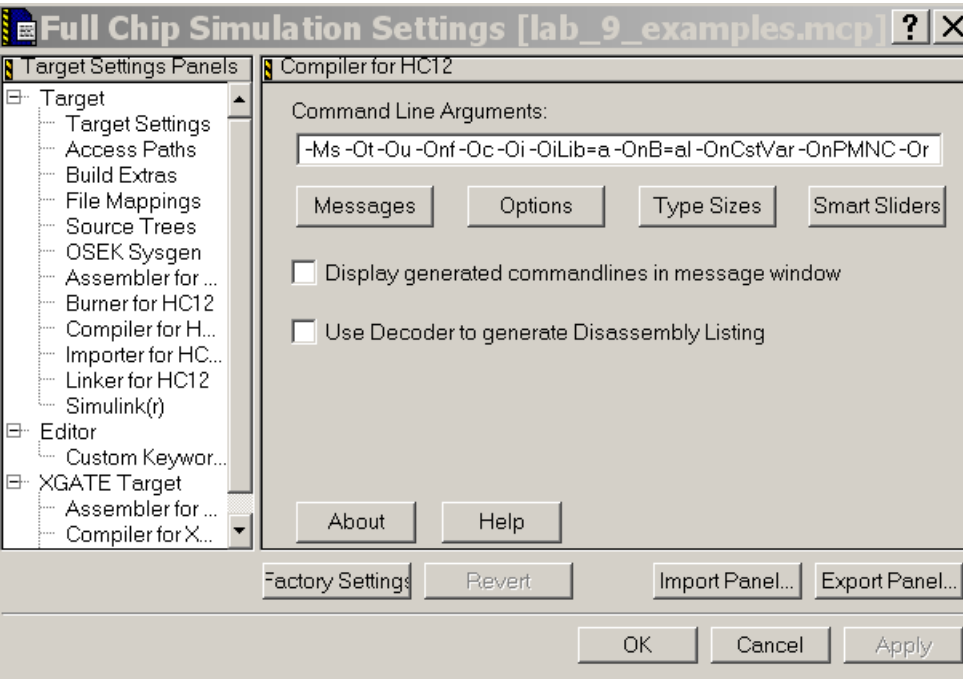 Full Chip Simulation Settings [lab_9_examples.mcp]
Target Settings Panels
Target
Target Settings
Access Paths
Build Extras
File Mappings
Source Trees
OSEK Sysgen
Assembler for ...
Burner for HC12
Compiler for H...
Importer for HC...
Linker for HC12
Simulink(r)
Editor
Custom Keywor...
XGATE Target
Assembler for ...
Compiler for X...
Compiler for HC12
Command Line Arguments:
-Ms -Ot -Ou -Onf -Oc -Oi -OiLib=a -OnB=al -OnCstVar -OnPMNC -Or
Messages Options Type Sizes Smart Sliders
Display generated commandlines in message window
Use Decoder to generate Disassembly Listing
About Help
Factory Settings Revert Import Panel... Export Panel...
OK Cancel Apply